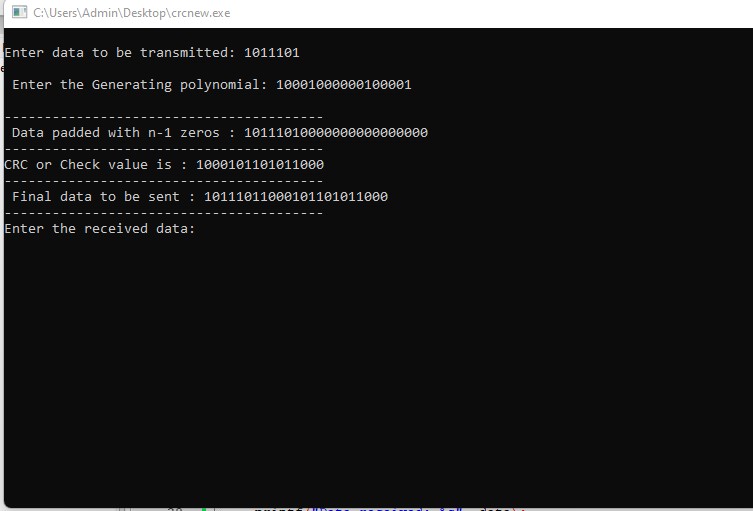 C:\Users\Admin\Desktop\crcnew.exe
Enter data to be transmitted: 1011101
Enter the Generating polynomial: 10001000000100001
----------------------------------------
Data padded with n-1 zeros : 10111010000000000000000
----------------------------------------
CRC or Check value is : 1000101101011000
----------------------------------------
Final data to be sent : 10111011000101101011000
----------------------------------------
Enter the received data: